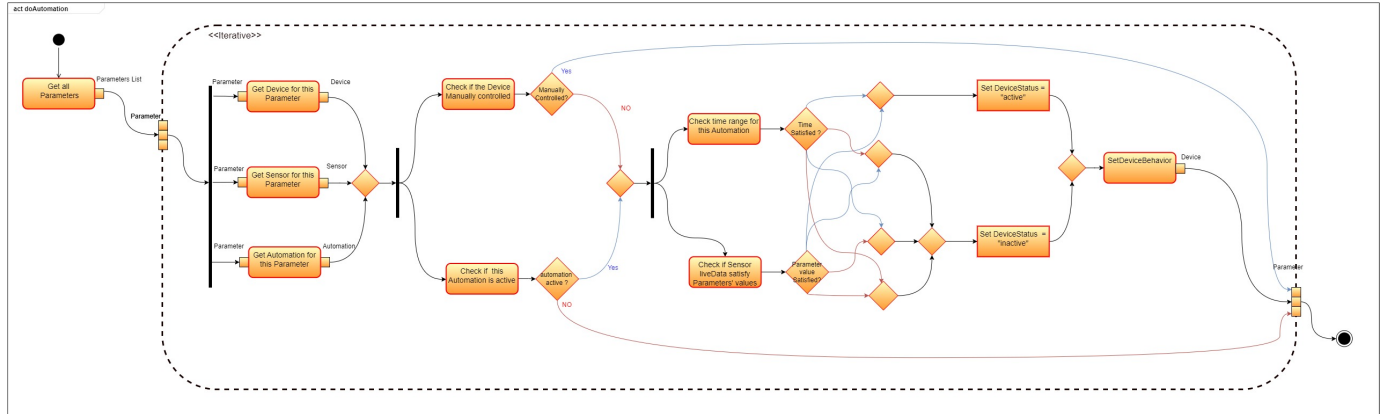 act doAutomation
<<Iterative>>
Get all
Parameters
Parameters List
Parameter
Parameter
Get Device for this
Parameter
Device
Parameter
Get Sensor for this
Parameter
Sensor
Parameter
Get Automation for
this Parameter
Automation
Check if the Device
Manually controlled
Manually
Controlled?
Yes
NO
Check if  this
Automation is active
automation
active ?
Yes
NO
Check time range for
this Automation
Time
Satisfied ?
Check if Sensor
liveData satisfy
Parameters' values
Parameter
value
Satisfied?
Set DeviceStatus =
"active"
Set DeviceStatus  =
"inactive"
SetDeviceBehavior
Device
Parameter